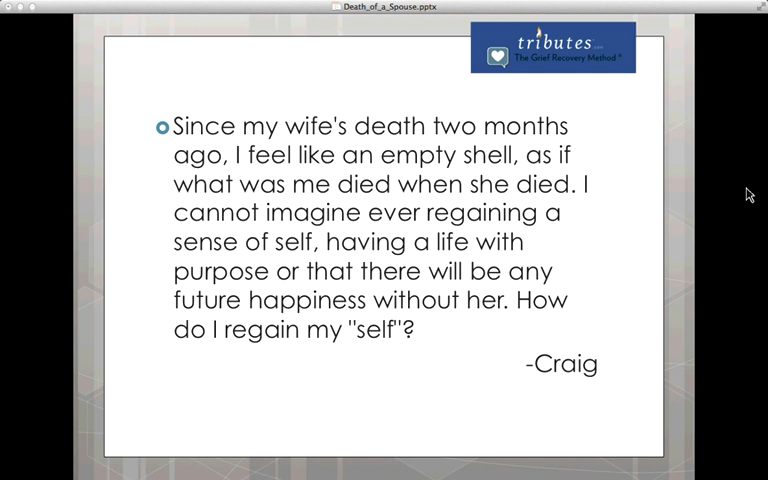 Death_of_a_Spouse.pptx
tributes.com
The Grief Recovery Method®
Since my wife's death two months
ago, I feel like an empty shell, as if
what was me died when she died. I
cannot imagine ever regaining a
sense of self, having a life with
purpose or that there will be any
future happiness without her. How
do I regain my "self"?
-Craig